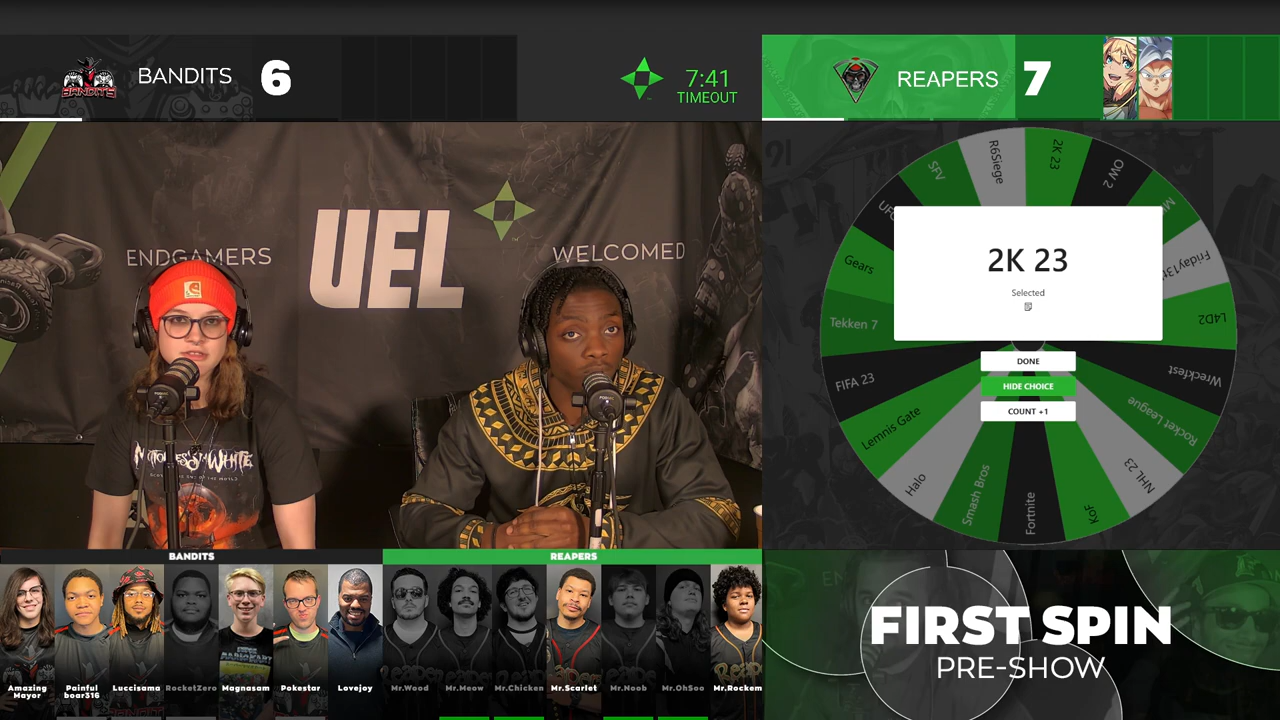 BANDITS 6
7:41
TIMEOUT
REAPERS 7
BANDITS
UEL
ENDGAMERS
WELCOMED
2K 23
Selected
DONE
HIDE CHOICE
COUNT +1
SFV
R6Siege
2K 23
OW 2
Friday13th
L4D2
Wreckfest
Rocket League
NHL 23
KoF
Fortnite
Smash Bros
Halo
Lemnis Gate
FIFA 23
Tekken 7
Gears
BANDITS
REAPERS
Amazing
Mayor
Painful
boar316
Luccisama
RocketZero
Magnasam
Pokestar
Lovejoy
Mr.Wood
Mr.Meow
Mr.Chicken
Mr.Scarlet
Mr.Noob
Mr.OhSoo
Mr.Rockem
FIRST SPIN
PRE-SHOW